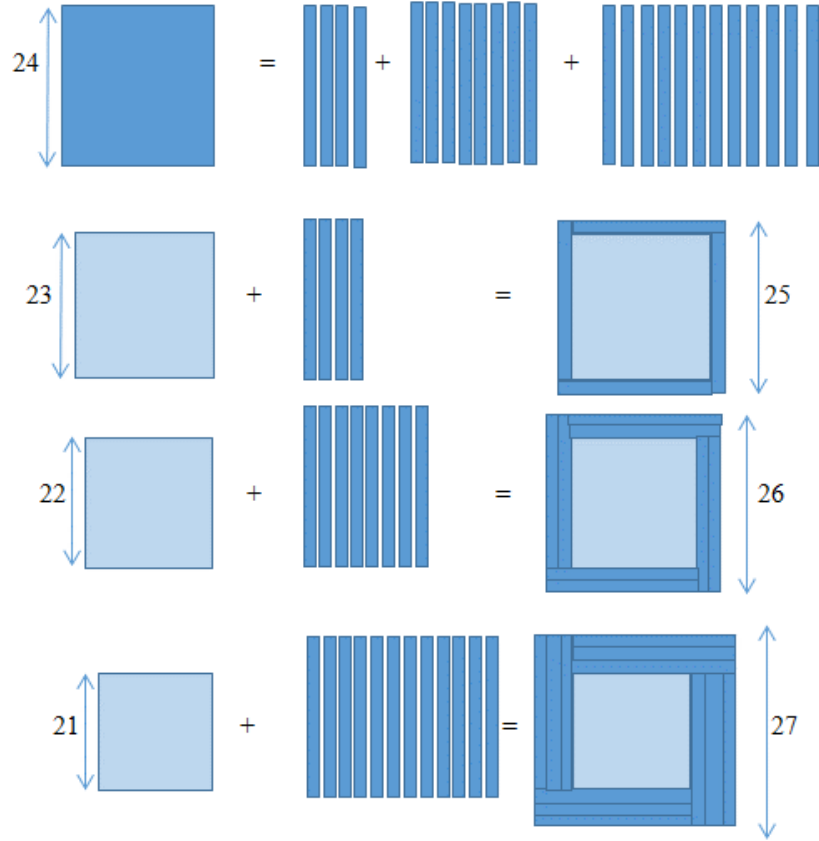 24 = + +
23 + = 25
22 + = 26
21 + = 27